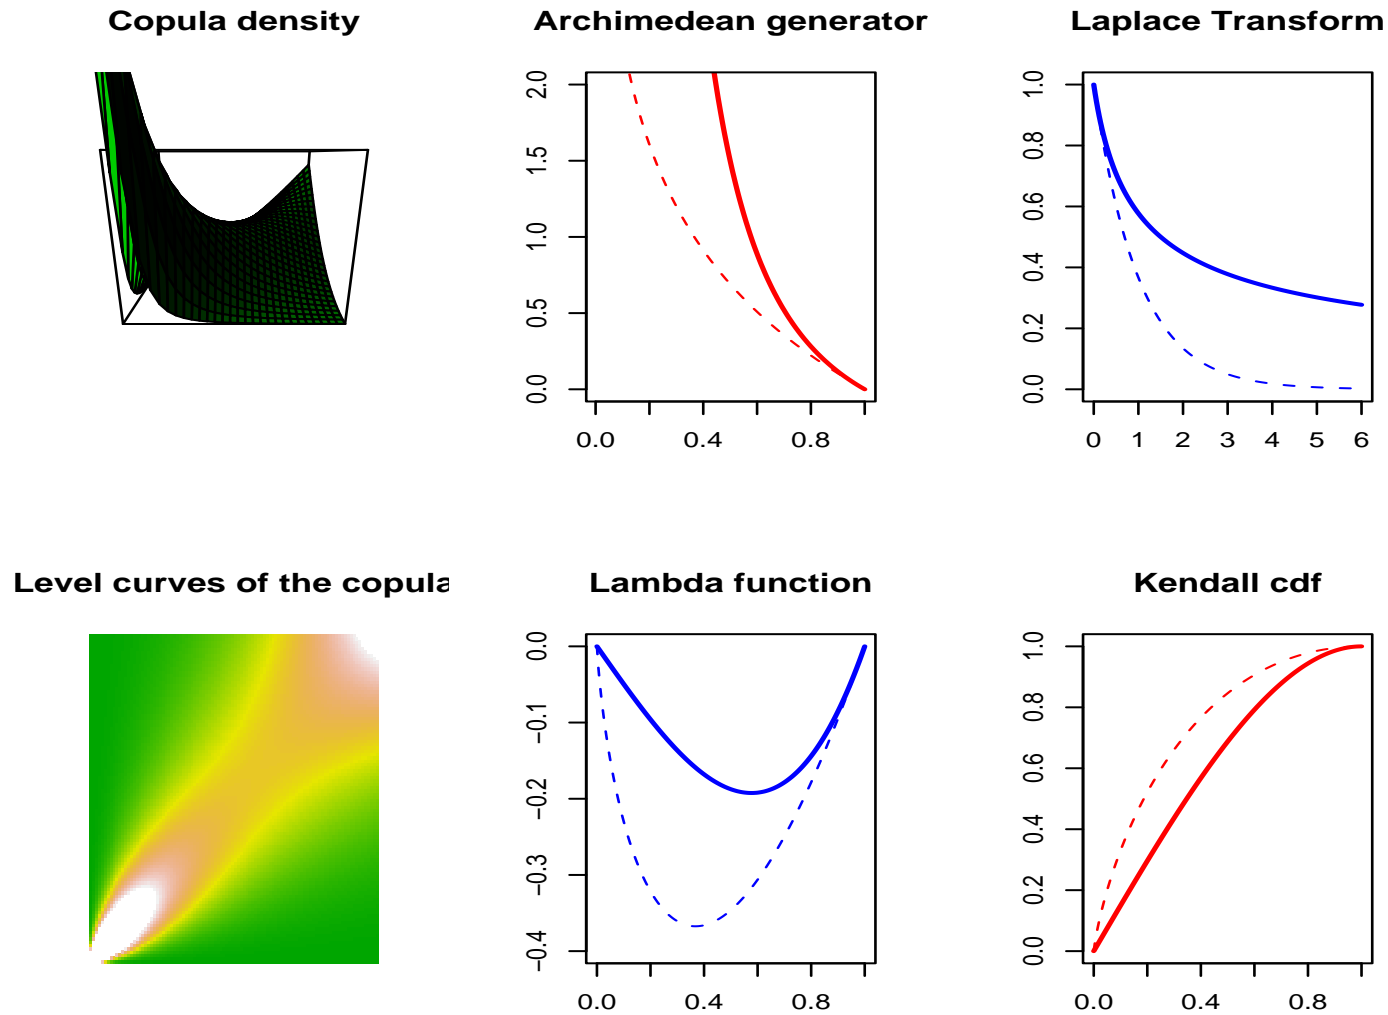 Copula density
Archimedean generator
Laplace Transform
2.0
1.5
1.0
0.5
0.0
0.0 0.4 0.8
1.0
0.8
0.6
0.4
0.2
0.0
0 1 2 3 4 5 6
Level curves of the copula
Lambda function
Kendall cdf
0.0
−0.1
−0.2
−0.3
−0.4
0.0 0.4 0.8
1.0
0.8
0.6
0.4
0.2
0.0
0.0 0.4 0.8